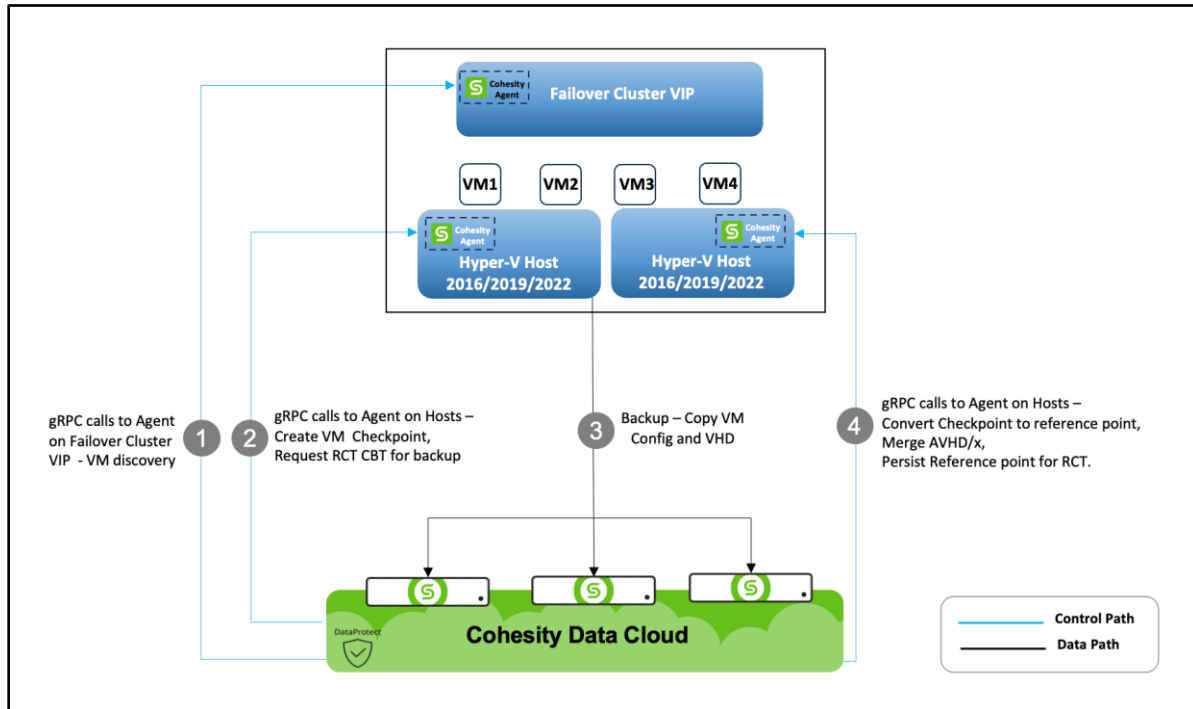 Cohesity
Agent
Failover Cluster VIP
VM1
VM2
VM3
VM4
Cohesity
Agent
Hyper-V Host
2016/2019/2022
Cohesity
Agent
Hyper-V Host
2016/2019/2022
gRPC calls to Agent
on Failover Cluster
VIP - VM discovery
1
2
gRPC calls to Agent on Hosts –
Create VM Checkpoint,
Request RCT CBT for backup
3
Backup – Copy VM
Config and VHD
4
gRPC calls to Agent on Hosts –
Convert Checkpoint to reference point,
Merge AVHD/x,
Persist Reference point for RCT.
DataProtect
Cohesity Data Cloud
Control Path
Data Path